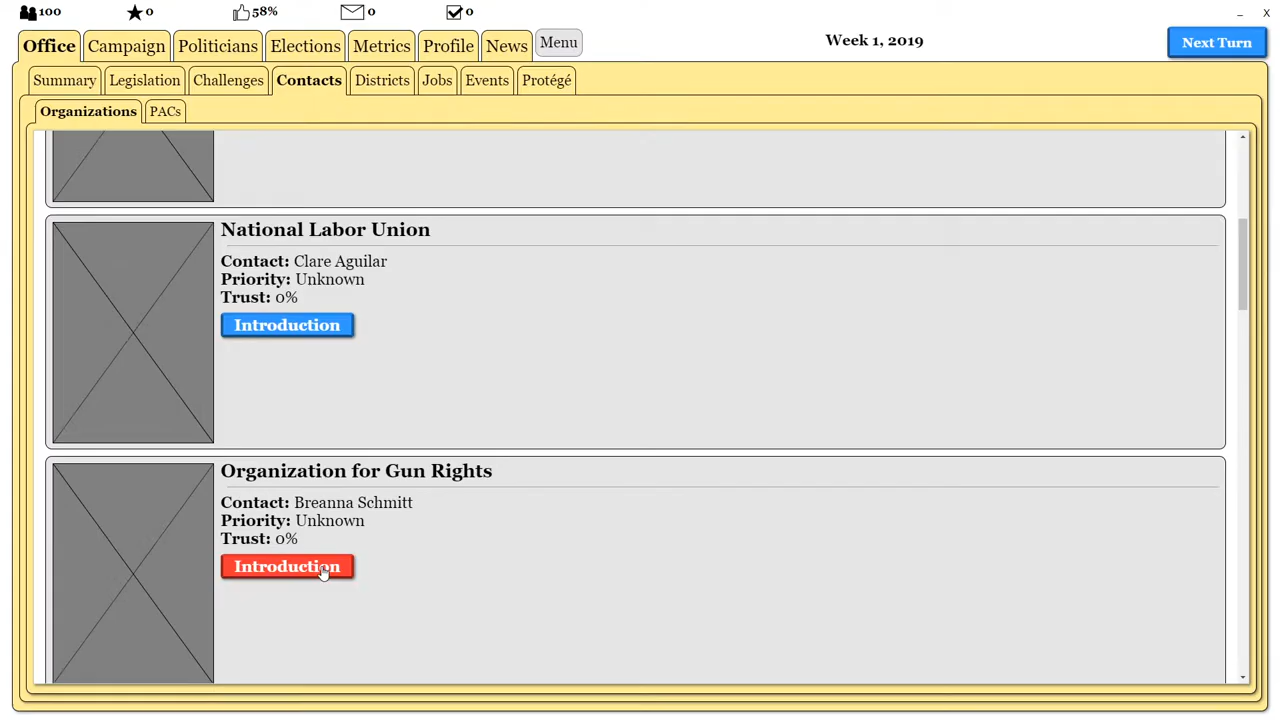 100 0 58% 0 0
_ X
Office Campaign Politicians Elections Metrics Profile News Menu Week 1, 2019 Next Turn
Summary Legislation Challenges Contacts Districts Jobs Events Protégé
Organizations PACs
National Labor Union
Contact: Clare Aguilar
Priority: Unknown
Trust: 0%
Introduction
Organization for Gun Rights
Contact: Breanna Schmitt
Priority: Unknown
Trust: 0%
Introduction